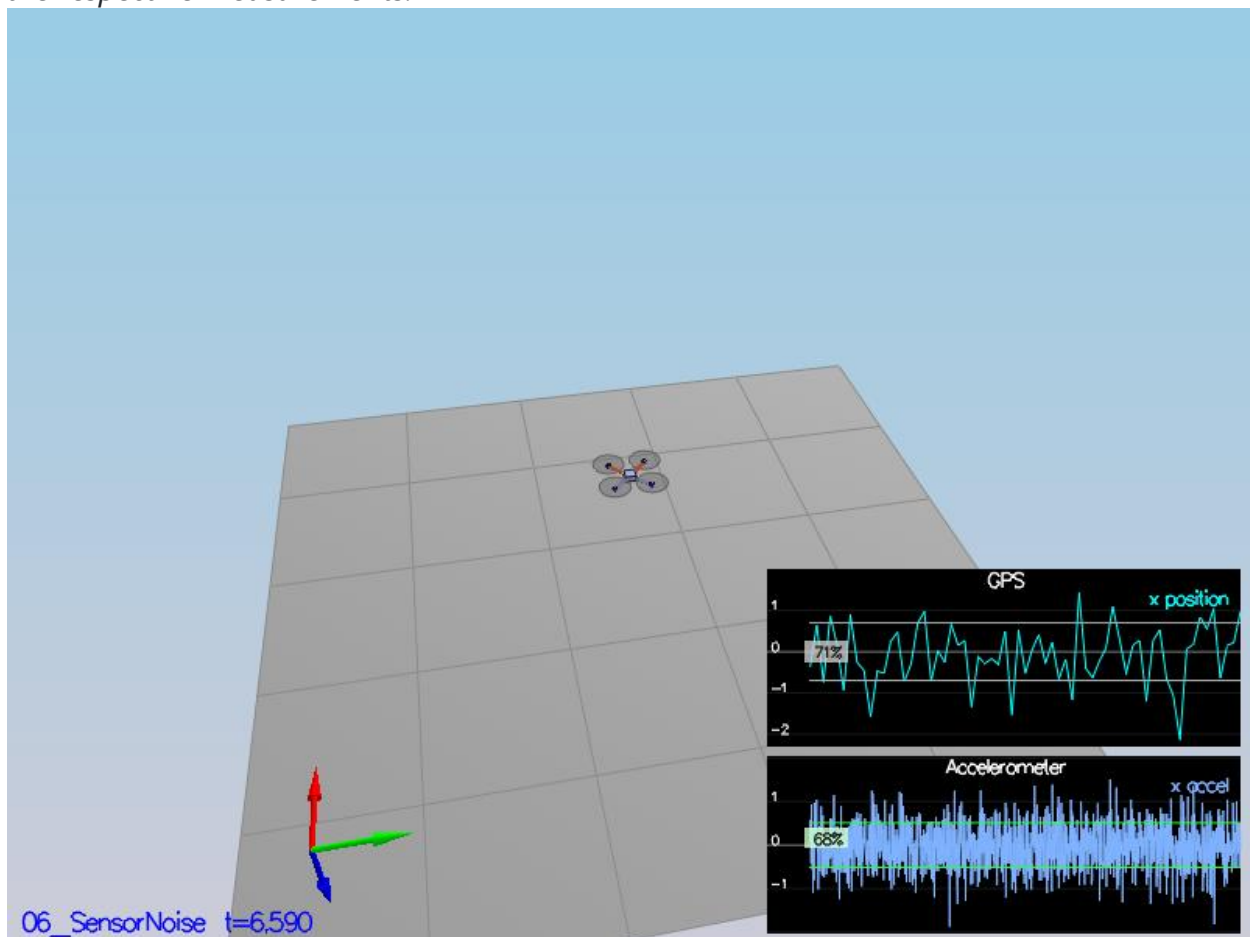 GPS
x position
1
0
71%
−1
−2
Accelerometer
x accel
1
0
68%
−1
06_SensorNoise t=6,590